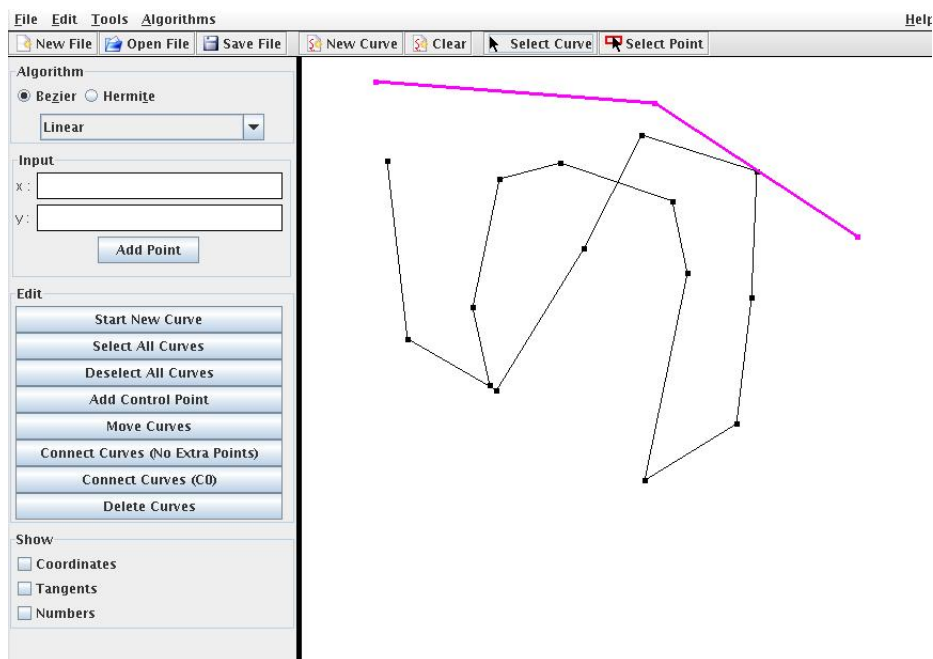 File Edit Tools Algorithms Help
New File Open File Save File New Curve Clear Select Curve Select Point
Algorithm
Bezier Hermite
Linear
Input
x :
y :
Add Point
Edit
Start New Curve
Select All Curves
Deselect All Curves
Add Control Point
Move Curves
Connect Curves (No Extra Points)
Connect Curves (C0)
Delete Curves
Show
Coordinates
Tangents
Numbers